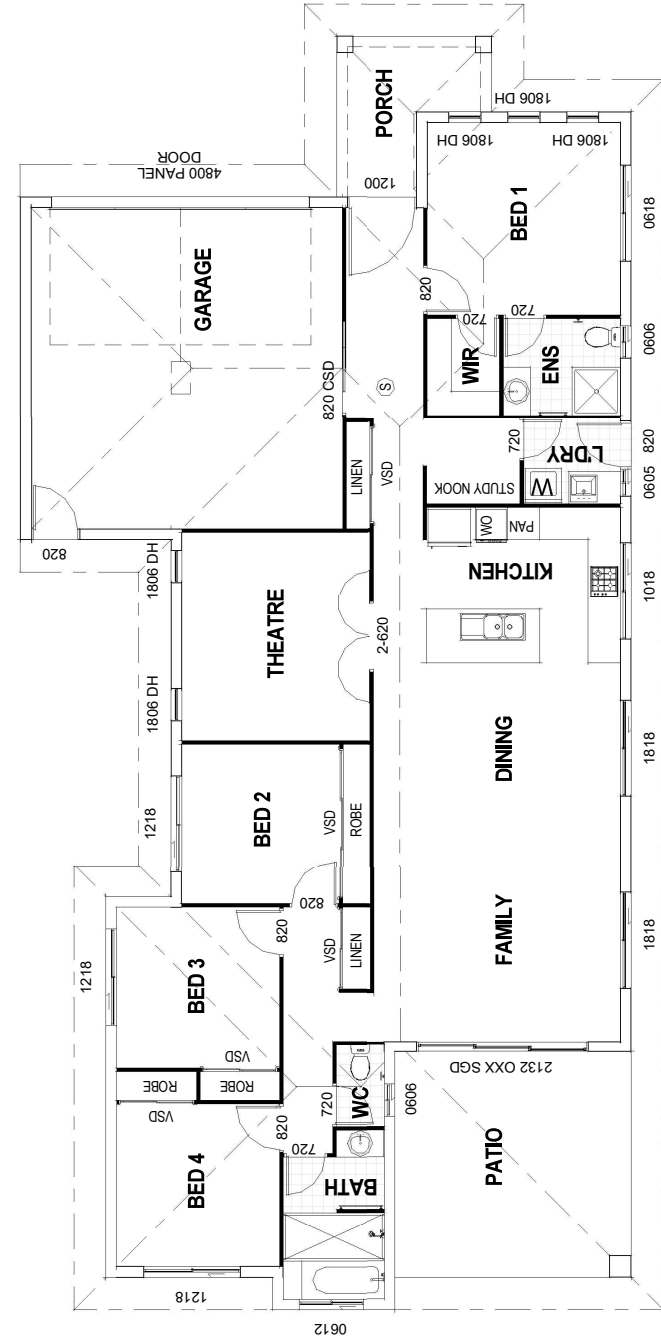 PORCH
1806 DH
1806 DH
1806 DH
4800 PANEL
DOOR
1200
GARAGE
BED 1
0618
820
720
720
WIR
ENS
0606
820 CSD
S
LINEN
VSD
STUDY NOOK
720
L'DRY
W
820
0605
820
1806 DH
THEATRE
2-620
WO
PAN
KITCHEN
1018
1806 DH
1218
BED 2
VSD
ROBE
820
DINING
1818
FAMILY
1818
1218
BED 3
820
VSD
LINEN
VSD
ROBE
ROBE
VSD
2132 OXX SGD
BED 4
820
720
720
WC
0606
BATH
PATIO
1218
0612